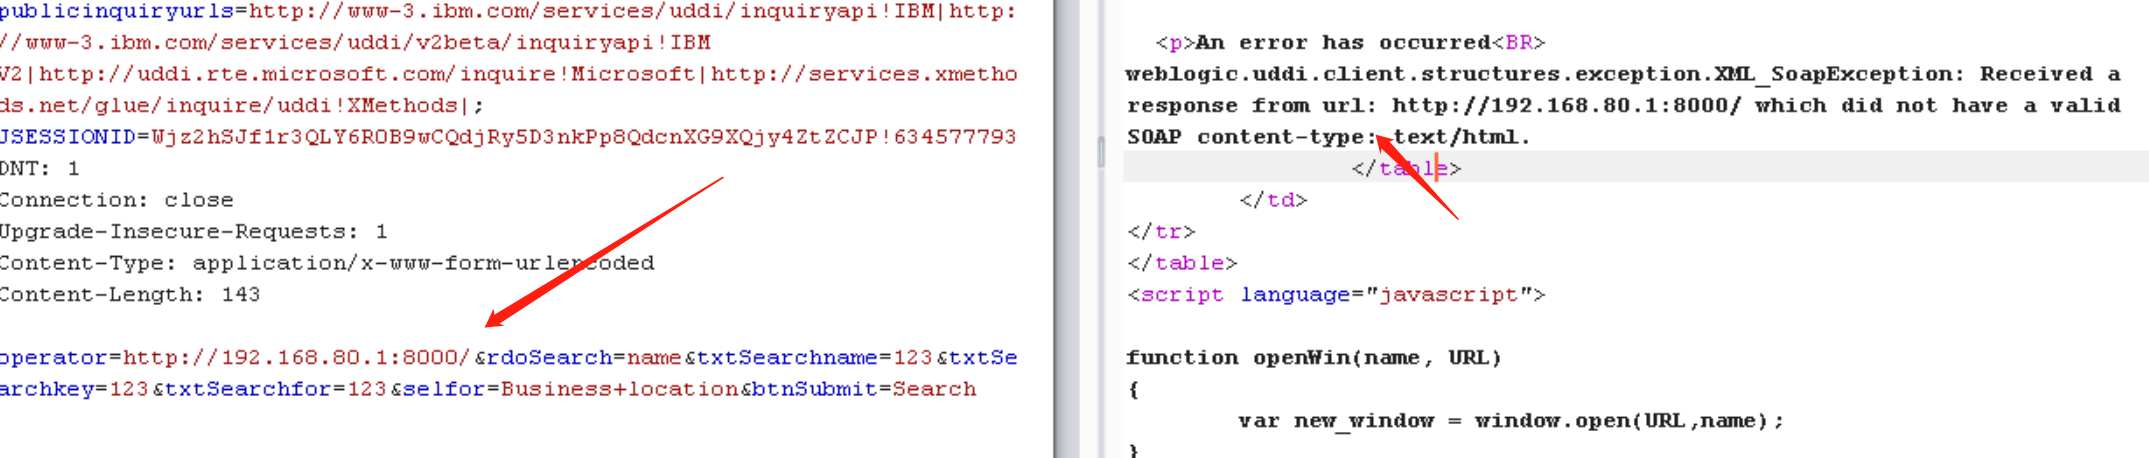 publicinquiryurls=http://www-3.ibm.com/services/uddi/inquiryapi!IBM|http:
//www-3.ibm.com/services/uddi/v2beta/inquiryapi!IBM
V2|http://uddi.rte.microsoft.com/inquire!Microsoft|http://services.xmetho
ds.net/glue/inquire/uddi!XMethods|;
JSESSIONID=Wjz2hSJf1r3QLY6ROB9wCQdjRy5D3nkPp8QdcnXG9XQjy4ZtZCJP!634577793
DNT: 1
Connection: close
Upgrade-Insecure-Requests: 1
Content-Type: application/x-www-form-urlencoded
Content-Length: 143
operator=http://192.168.80.1:8000/&rdoSearch=name&txtSearchname=123&txtSe
archkey=123&txtSearchfor=123&selfor=Business+location&btnSubmit=Search
<p>An error has occurred<BR>
weblogic.uddi.client.structures.exception.XML_SoapException: Received a
response from url: http://192.168.80.1:8000/ which did not have a valid
SOAP content-type: text/html.
</table>
</td>
</tr>
</table>
<script language="javascript">
function openWin(name, URL)
{
var new_window = window.open(URL,name);
}